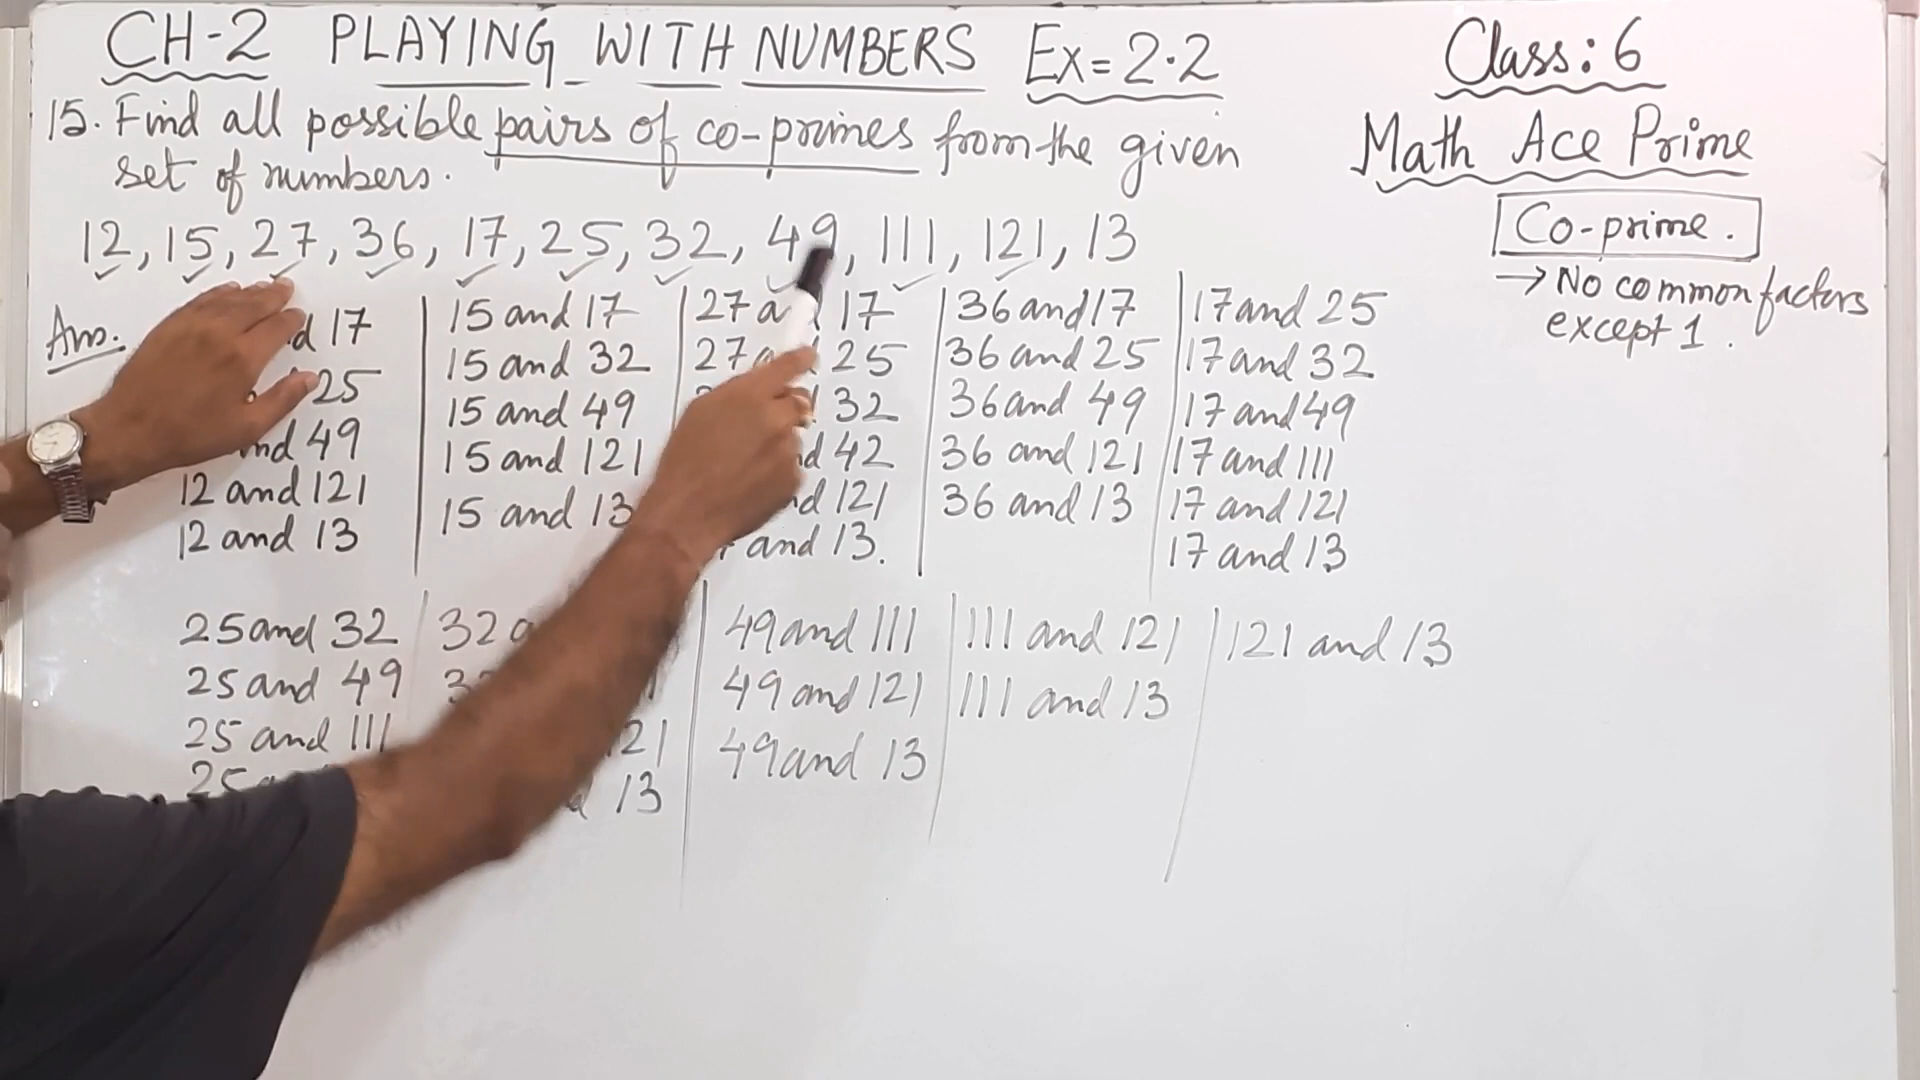 CH-2 PLAYING WITH NUMBERS Ex=2.2
Class: 6
Math Ace Prime
15. Find all possible pairs of co-primes from the given
set of numbers.
12, 15, 27, 36, 17, 25, 32, 49, 111, 121, 13
Co-prime.
→ No common factors
except 1.
Ans.
17
25
49
12 and 121
12 and 13
15 and 17
15 and 32
15 and 49
15 and 121
15 and 13
27 17
27 25
32
42
121
and 13.
36 and 17
36 and 25
36 and 49
36 and 121
36 and 13
17 and 25
17 and 32
17 and 49
17 and 111
17 and 121
17 and 13
25 and 32
25 and 49
25 and 111
25
32
13
49 and 111
49 and 121
49 and 13
111 and 121
111 and 13
121 and 13